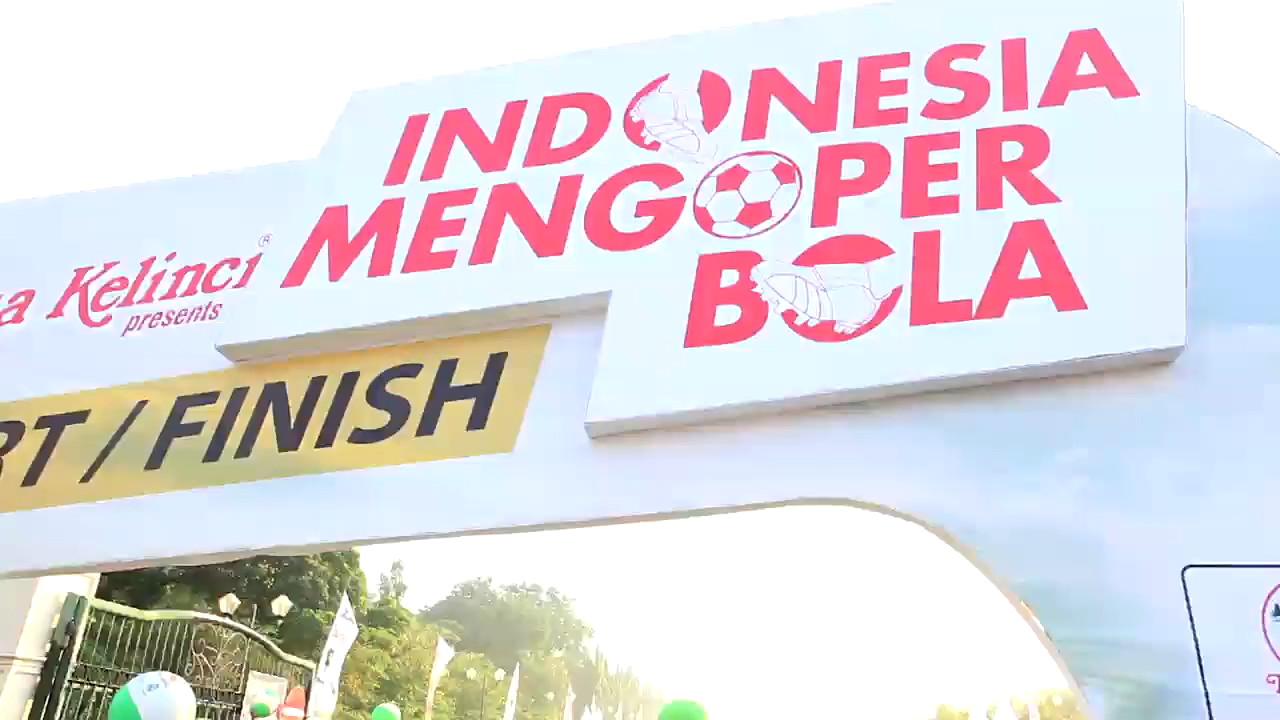 INDONESIA
MENGOPER
BOLA
Kelinci®
presents
/ FINISH